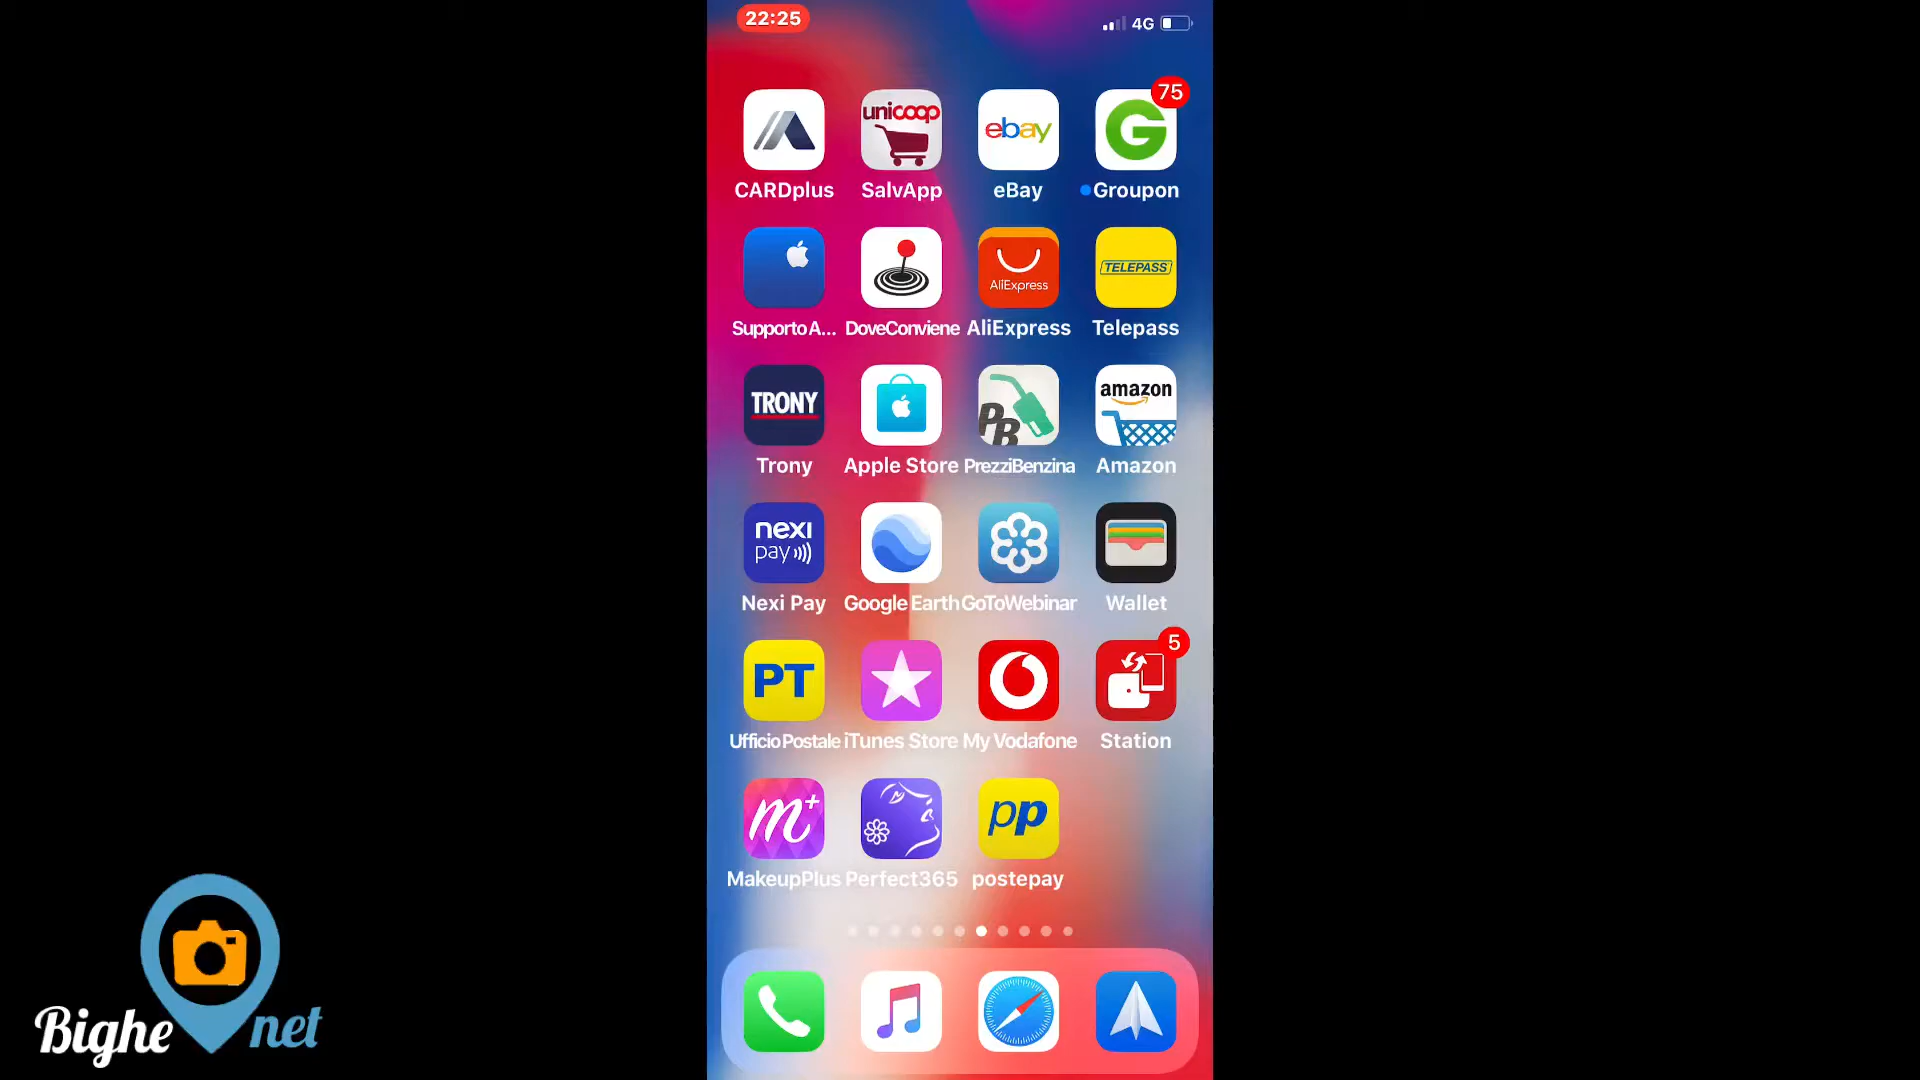 22:25
4G
75
unicoop
ebay
G
CARDplus
SalvApp
eBay
Groupon
AliExpress
TELEPASS
Supporto A...
DoveConviene
AliExpress
Telepass
TRONY
PB
amazon
Trony
Apple Store
PrezziBenzina
Amazon
nexi
pay
Nexi Pay
Google Earth
GoToWebinar
Wallet
5
PT
Ufficio Postale
iTunes Store
My Vodafone
Station
m+
pp
MakeupPlus
Perfect365
postepay
Bighe net